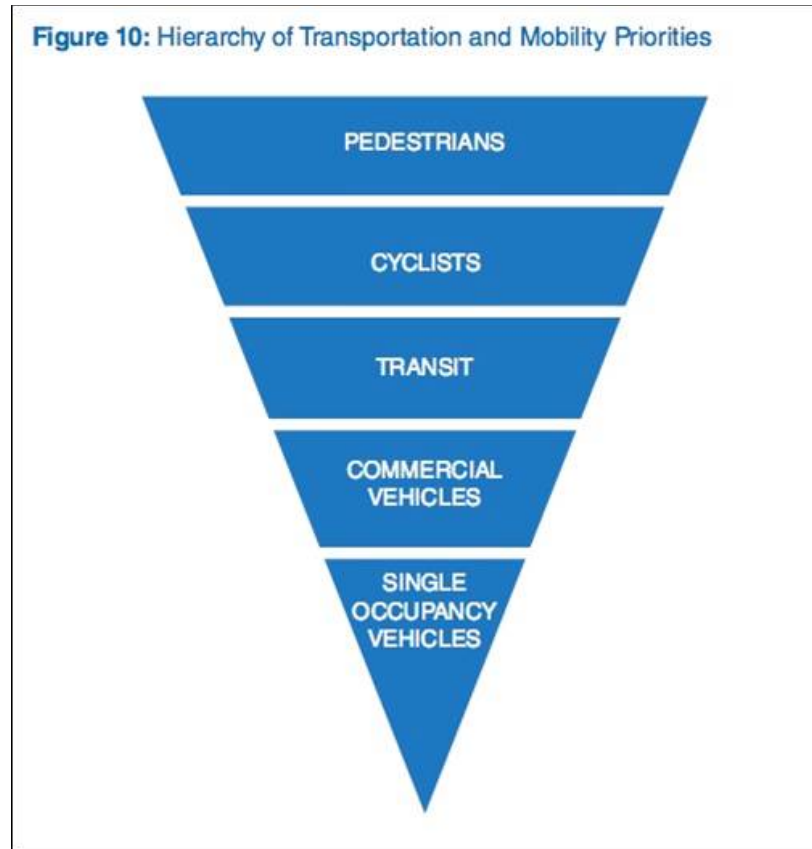 Figure 10: Hierarchy of Transportation and Mobility Priorities
PEDESTRIANS
CYCLISTS
TRANSIT
COMMERCIAL
VEHICLES
SINGLE
OCCUPANCY
VEHICLES